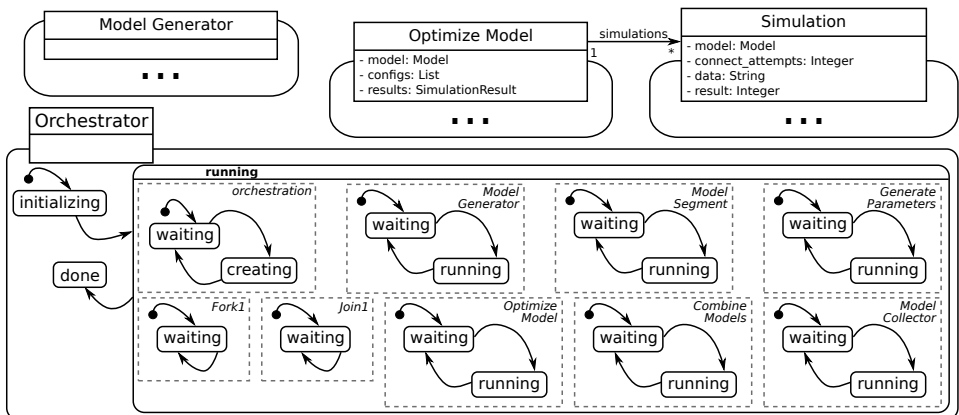 Model Generator
...
Optimize Model
- model: Model
- configs: List
- results: SimulationResult
...
simulations
1
*
Simulation
- model: Model
- connect_attempts: Integer
- data: String
- result: Integer
...
Orchestrator
initializing
done
running
orchestration
waiting
creating
Model
Generator
waiting
running
Model
Segment
waiting
running
Generate
Parameters
waiting
running
Fork1
waiting
Join1
waiting
Optimize
Model
waiting
running
Combine
Models
waiting
running
Model
Collector
waiting
running